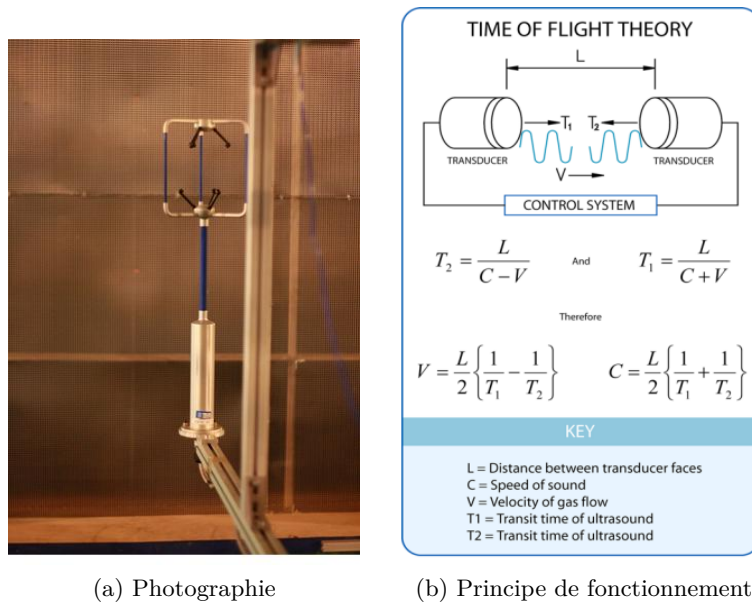 TIME OF FLIGHT THEORY
L
T₁ T₂
TRANSDUCER TRANSDUCER
V
CONTROL SYSTEM
T₂ = L / (C − V) And T₁ = L / (C + V)
Therefore
V = L/2 {1/T₁ − 1/T₂} C = L/2 {1/T₁ + 1/T₂}
KEY
L = Distance between transducer faces
C = Speed of sound
V = Velocity of gas flow
T1 = Transit time of ultrasound
T2 = Transit time of ultrasound
(a) Photographie (b) Principe de fonctionnement